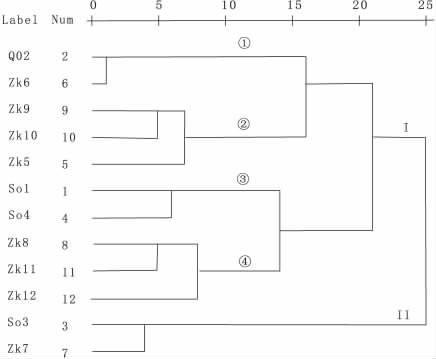 0 5 10 15 20 25
Label Num
①
Q02 2
Zk6 6
Zk9 9
②
I
Zk10 10
Zk5 5
③
So1 1
So4 4
Zk8 8
④
Zk11 11
Zk12 12
II
So3 3
Zk7 7